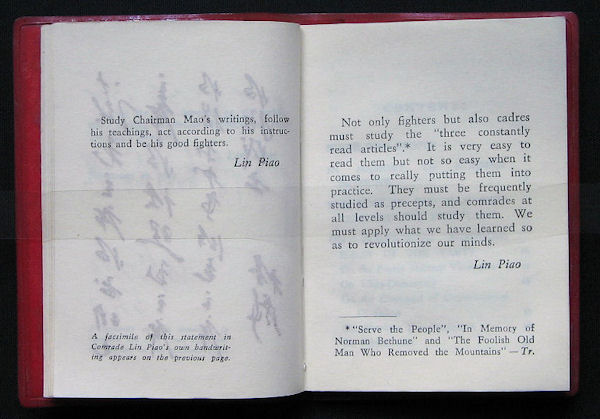 Study Chairman Mao's writings, follow
his teachings, act according to his instruc-
tions and be his good fighters.
Lin Piao
A facsimile of this statement in
Comrade Lin Piao's own handwrit-
ing appears on the previous page.
Not only fighters but also cadres
must study the "three constantly
read articles".* It is very easy to
read them but not so easy when it
comes to really putting them into
practice. They must be frequently
studied as precepts, and comrades at
all levels should study them. We
must apply what we have learned so
as to revolutionize our minds.
Lin Piao
* "Serve the People", "In Memory of
Norman Bethune" and "The Foolish Old
Man Who Removed the Mountains" — Tr.